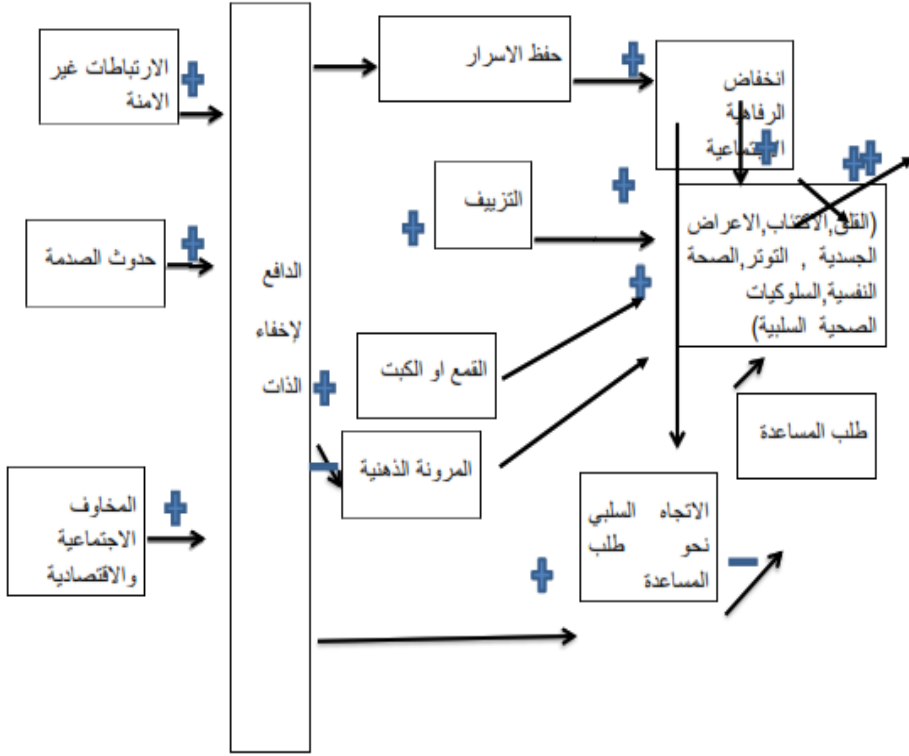 الارتباطات غير
الامنة
حدوث الصدمة
المخاوف
الاجتماعية
والاقتصادية
الدافع
لإخفاء
الذات
حفظ الاسرار
التزييف
القمع او الكبت
المرونة الذهنية
انخفاض
الرفاهية
الاجتماعية
(القلق,الاكتئاب,الاعراض
الجسدية , التوتر,الصحة
النفسية,السلوكيات
الصحية السلبية)
طلب المساعدة
الاتجاه السلبي
نحو طلب
المساعدة